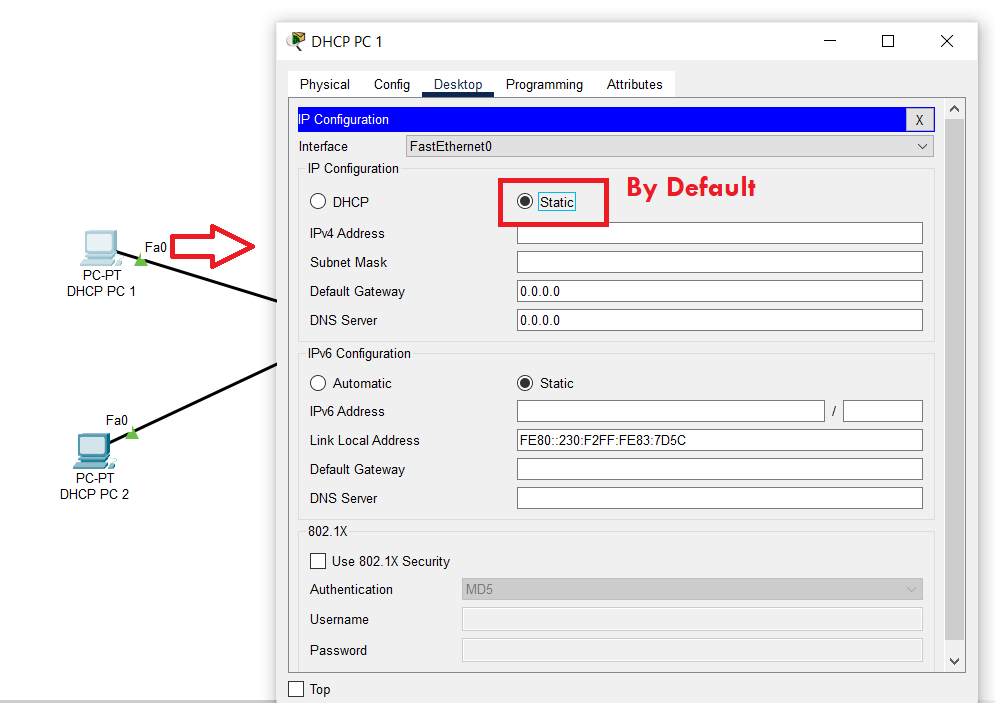 DHCP PC 1
Physical Config Desktop Programming Attributes
IP Configuration X
Interface FastEthernet0
IP Configuration
DHCP Static By Default
IPv4 Address
Subnet Mask
Default Gateway 0.0.0.0
DNS Server 0.0.0.0
IPv6 Configuration
Automatic Static
IPv6 Address /
Link Local Address FE80::230:F2FF:FE83:7D5C
Default Gateway
DNS Server
802.1X
Use 802.1X Security
Authentication MD5
Username
Password
Top
Fa0
PC-PT
DHCP PC 1
Fa0
PC-PT
DHCP PC 2